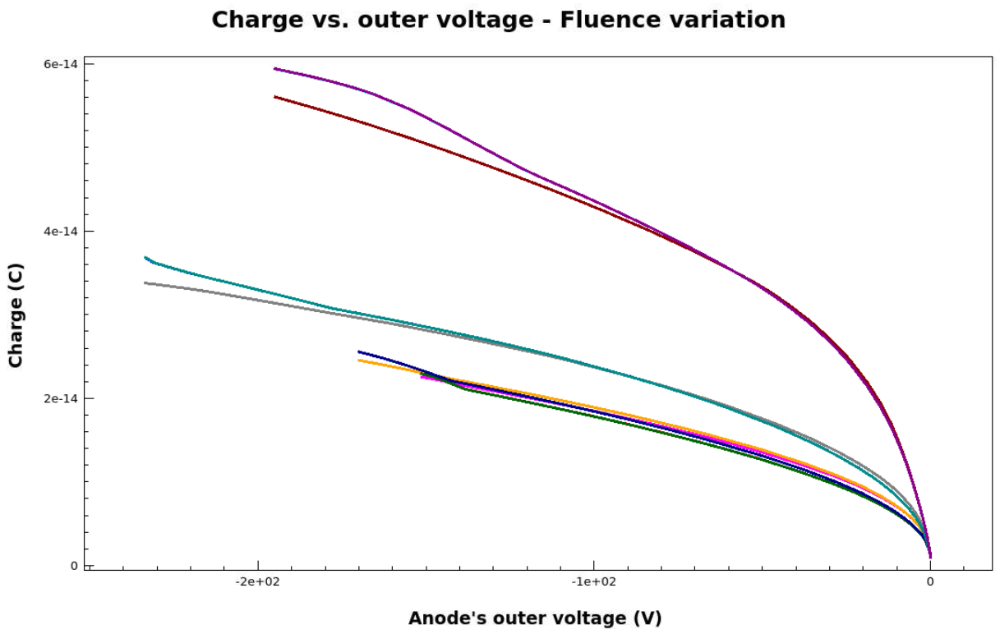 Charge vs. outer voltage - Fluence variation
6e-14
4e-14
2e-14
0
Charge (C)
-2e+02
-1e+02
0
Anode's outer voltage (V)